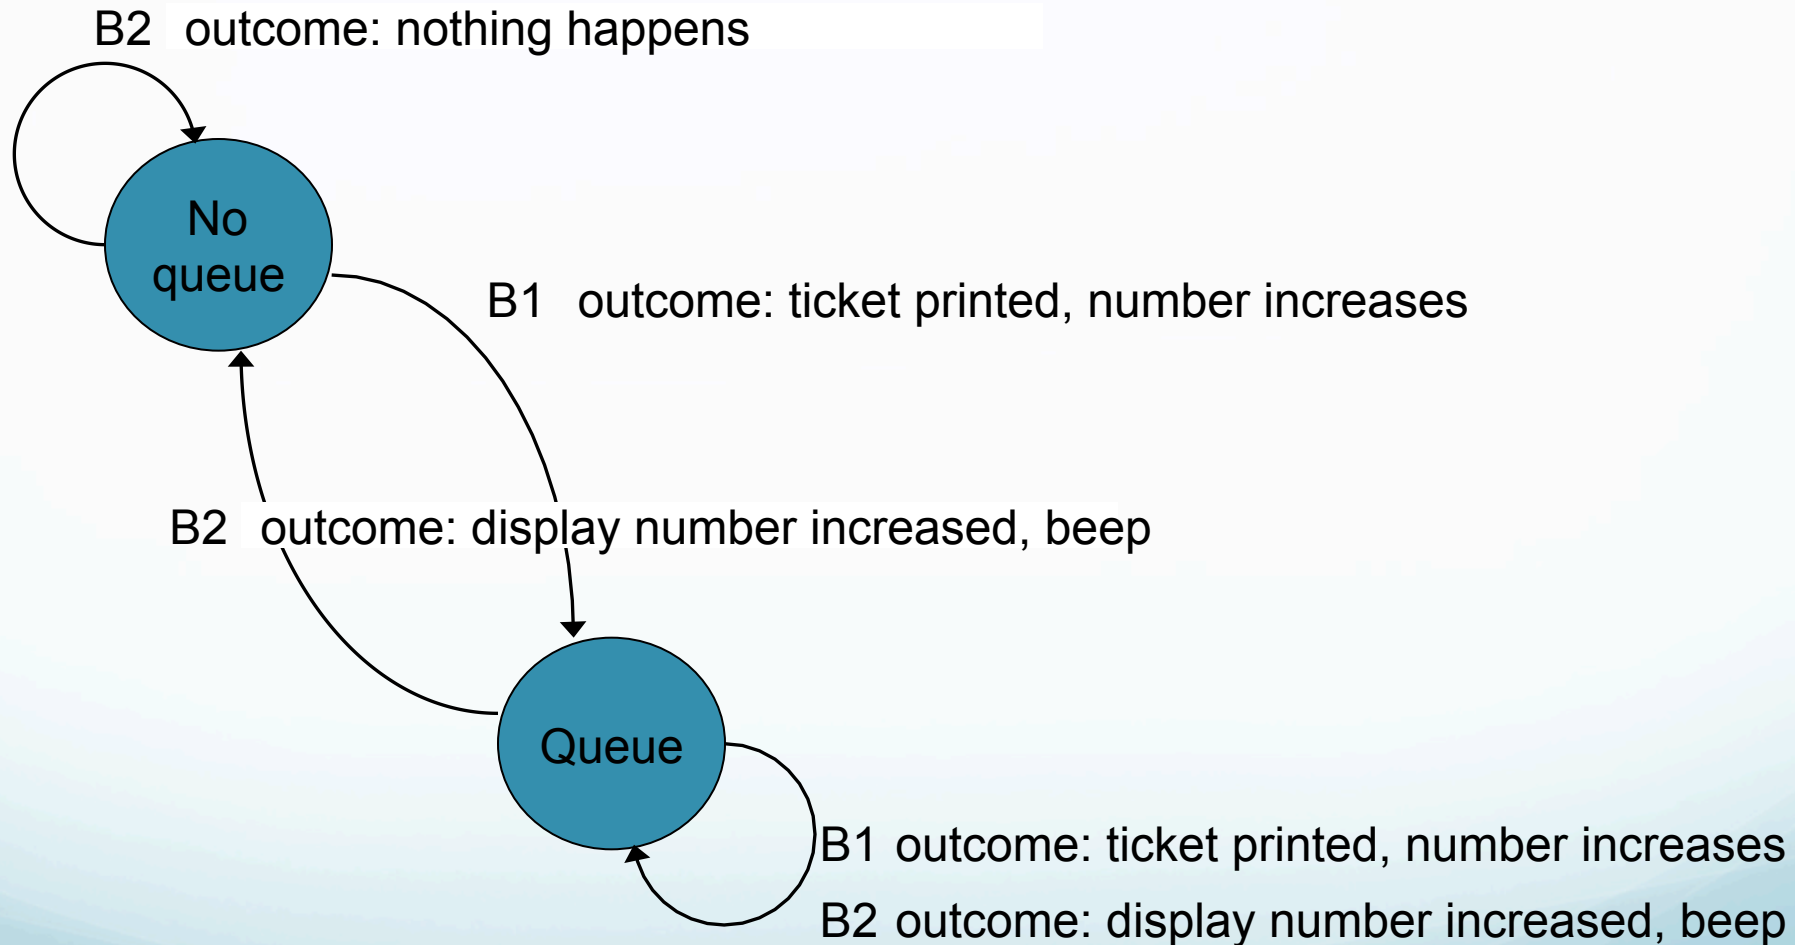 B2 outcome: nothing happens
No
queue
B1 outcome: ticket printed, number increases
B2 outcome: display number increased, beep
Queue
B1 outcome: ticket printed, number increases
B2 outcome: display number increased, beep